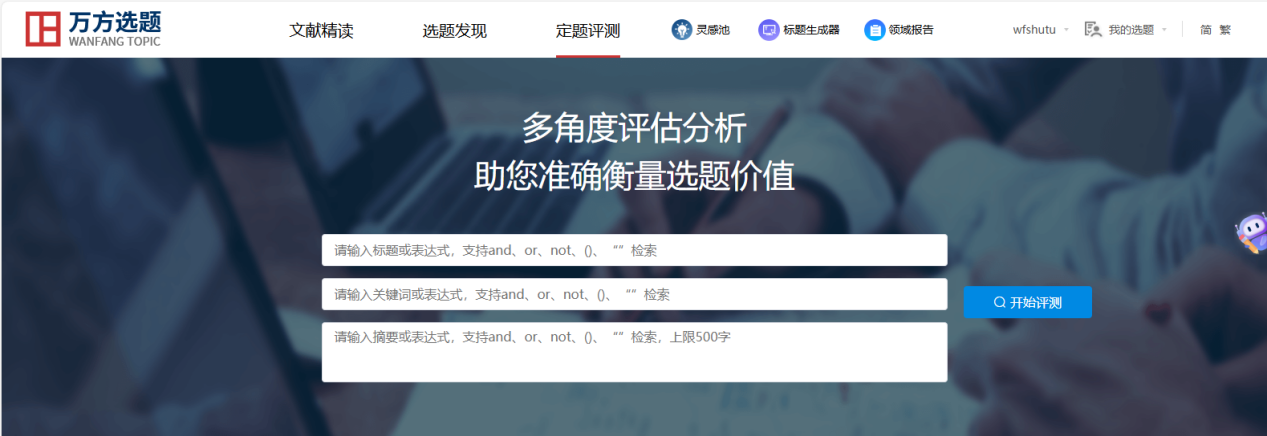 万方选题
WANFANG TOPIC
文献精读 选题发现 定题评测 灵感池 标题生成器 领域报告 wfshutu 我的选题 简 繁
多角度评估分析
助您准确衡量选题价值
请输入标题或表达式，支持and、or、not、()、“”检索
请输入关键词或表达式，支持and、or、not、()、“”检索
开始评测
请输入摘要或表达式，支持and、or、not、()、“”检索，上限500字